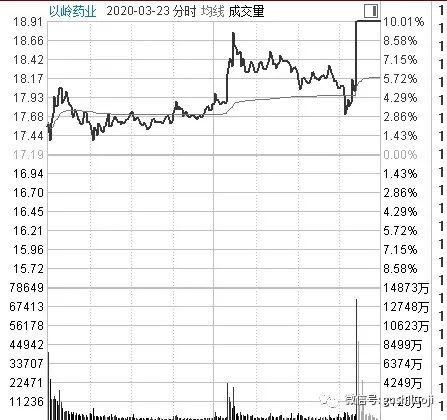 以岭药业 2020-03-23 分时 均线 成交量
18.91 10.01%
18.66 8.58%
18.42 7.15%
18.17 5.72%
17.93 4.29%
17.68 2.86%
17.44 1.43%
17.19 0.00%
16.94 1.43%
16.70 2.86%
16.45 4.29%
16.21 5.72%
15.96 7.15%
15.72 8.58%
78649 14873万
67413 12748万
56178 10623万
44942 8499万
33707 6374万
22471 4249万
11236
微信号: